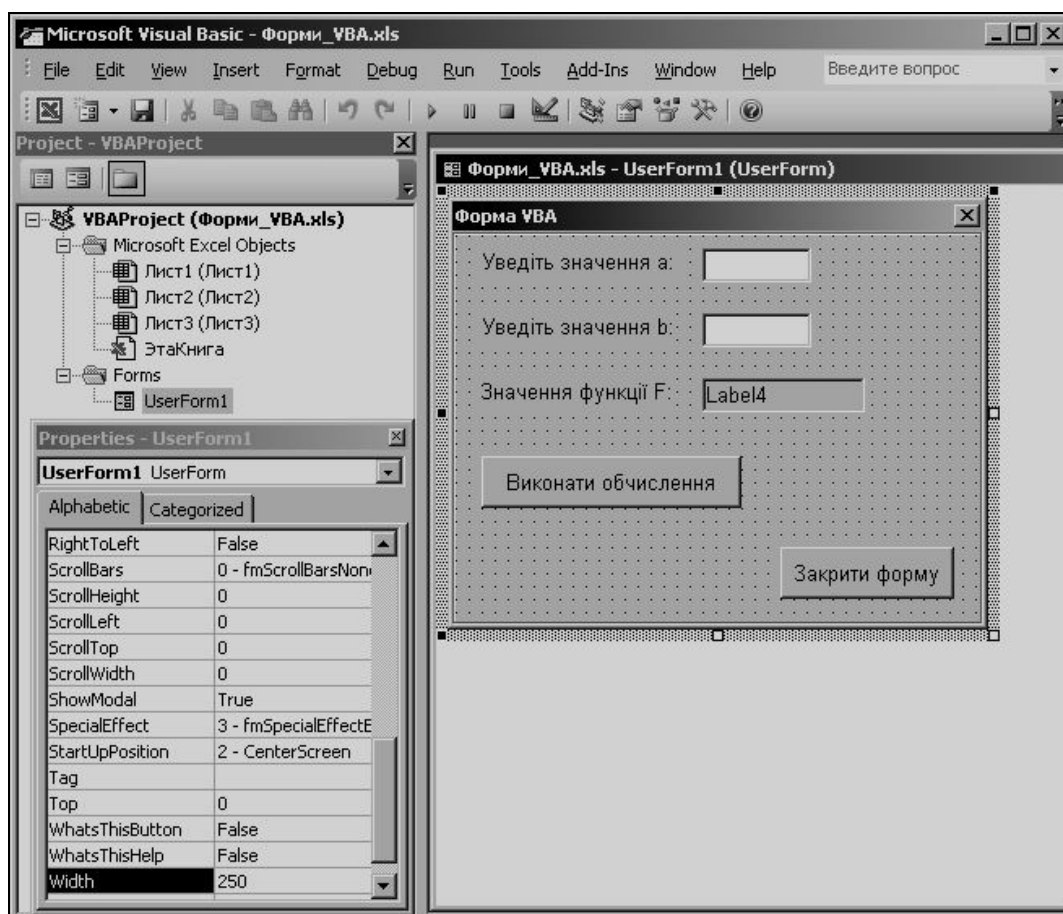 Microsoft Visual Basic - Форми_VBA.xls
File Edit View Insert Format Debug Run Tools Add-Ins Window Help Введите вопрос
Project - VBAProject
VBAProject (Форми_VBA.xls)
Microsoft Excel Objects
Лист1 (Лист1)
Лист2 (Лист2)
Лист3 (Лист3)
ЭтаКнига
Forms
UserForm1
Properties - UserForm1
UserForm1 UserForm
Alphabetic Categorized
RightToLeft False
ScrollBars 0 - fmScrollBarsNon
ScrollHeight 0
ScrollLeft 0
ScrollTop 0
ScrollWidth 0
ShowModal True
SpecialEffect 3 - fmSpecialEffectE
StartUpPosition 2 - CenterScreen
Tag
Top 0
WhatsThisButton False
WhatsThisHelp False
Width 250
Форми_VBA.xls - UserForm1 (UserForm)
Форма VBA
Уведіть значення a:
Уведіть значення b:
Значення функції F: Label4
Виконати обчислення
Закрити форму